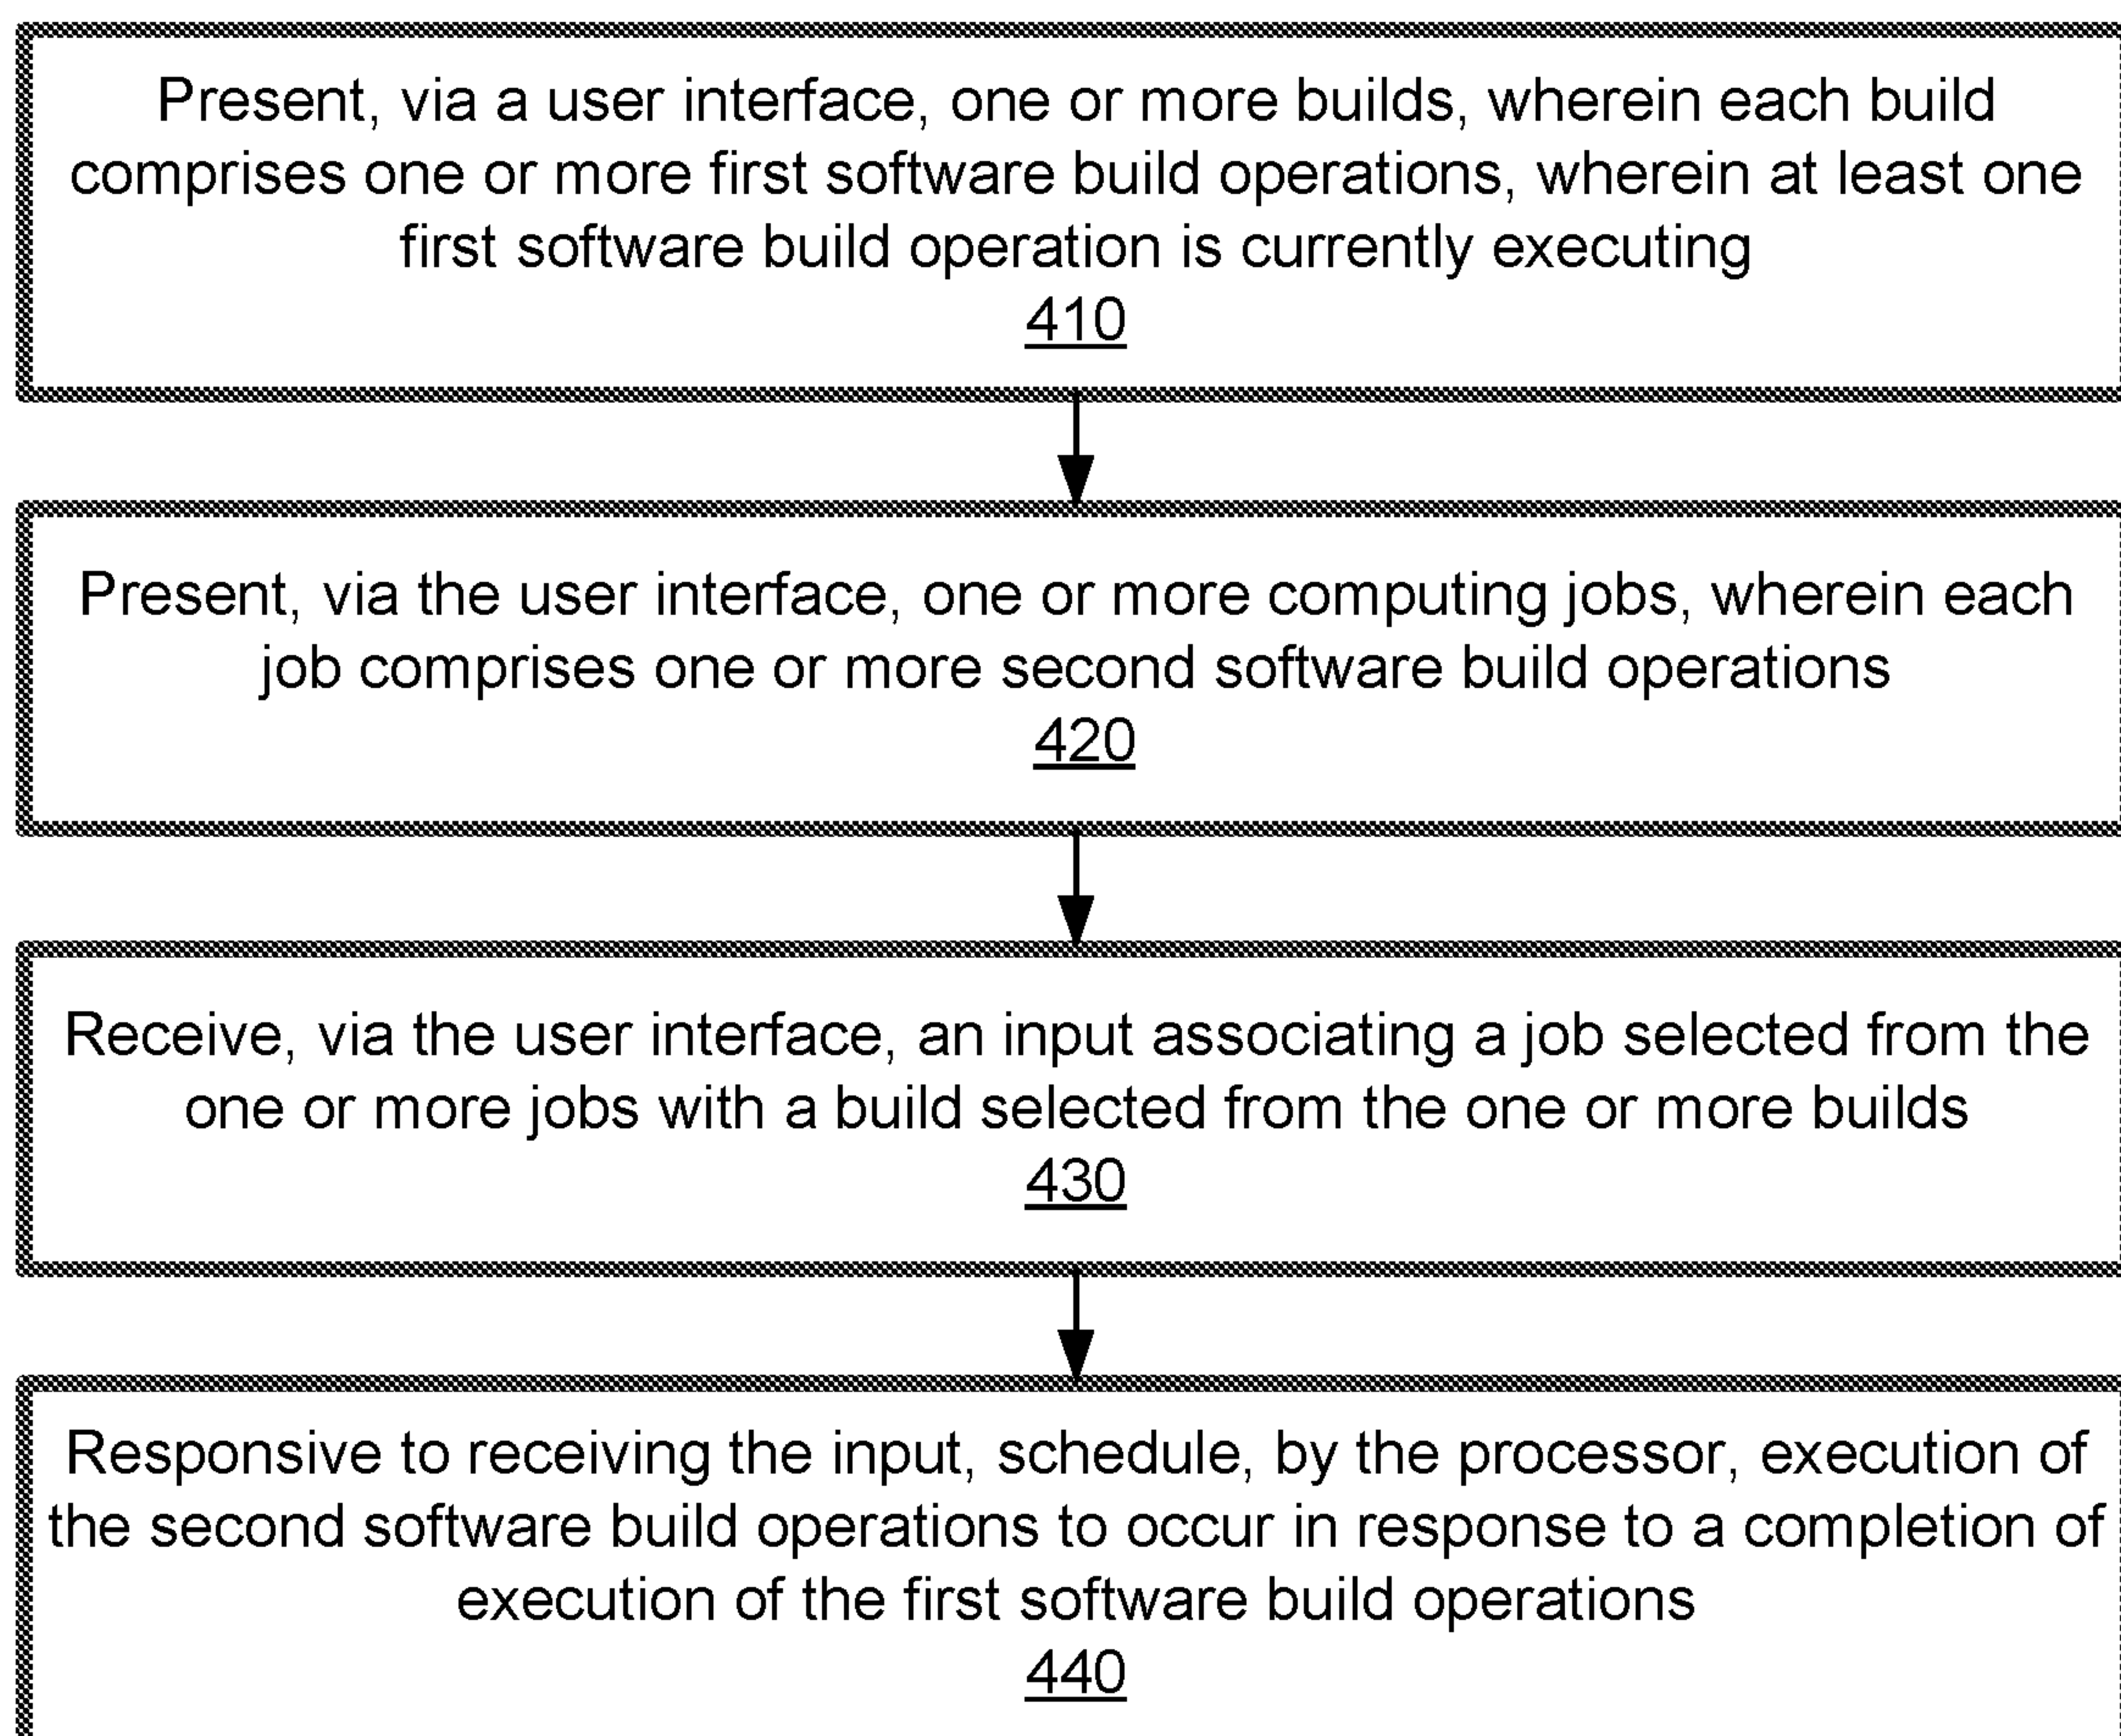 Present, via a user interface, one or more builds, wherein each build
comprises one or more first software build operations, wherein at least one
first software build operation is currently executing
410
Present, via the user interface, one or more computing jobs, wherein each
job comprises one or more second software build operations
420
Receive, via the user interface, an input associating a job selected from the
one or more jobs with a build selected from the one or more builds
430
Responsive to receiving the input, schedule, by the processor, execution of
the second software build operations to occur in response to a completion of
execution of the first software build operations
440